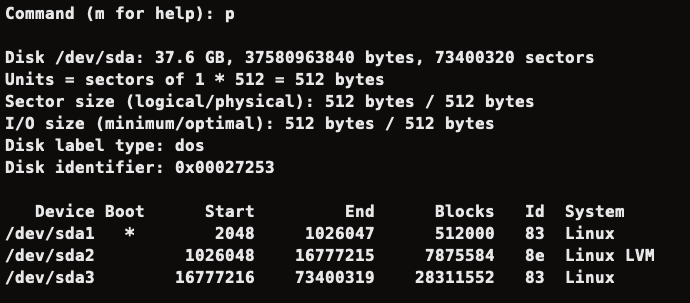 Command (m for help): p

Disk /dev/sda: 37.6 GB, 37580963840 bytes, 73400320 sectors
Units = sectors of 1 * 512 = 512 bytes
Sector size (logical/physical): 512 bytes / 512 bytes
I/O size (minimum/optimal): 512 bytes / 512 bytes
Disk label type: dos
Disk identifier: 0x00027253

   Device Boot      Start         End      Blocks   Id  System
/dev/sda1   *        2048     1026047      512000   83  Linux
/dev/sda2         1026048    16777215     7875584   8e  Linux LVM
/dev/sda3        16777216    73400319    28311552   83  Linux